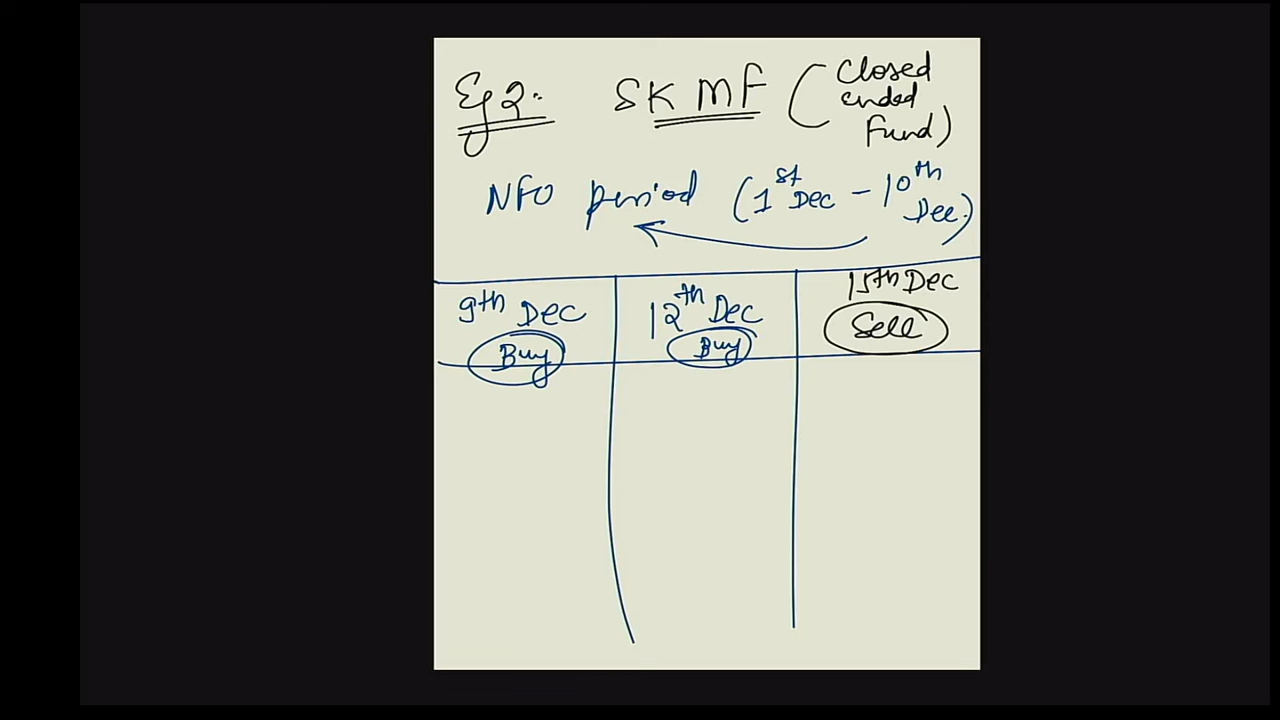 Eg 2:- SK MF (Closed
ended
Fund)
NFO period (1st Dec - 10th
Dec.)
9th Dec 12th Dec 15th Dec
Buy Buy Sell